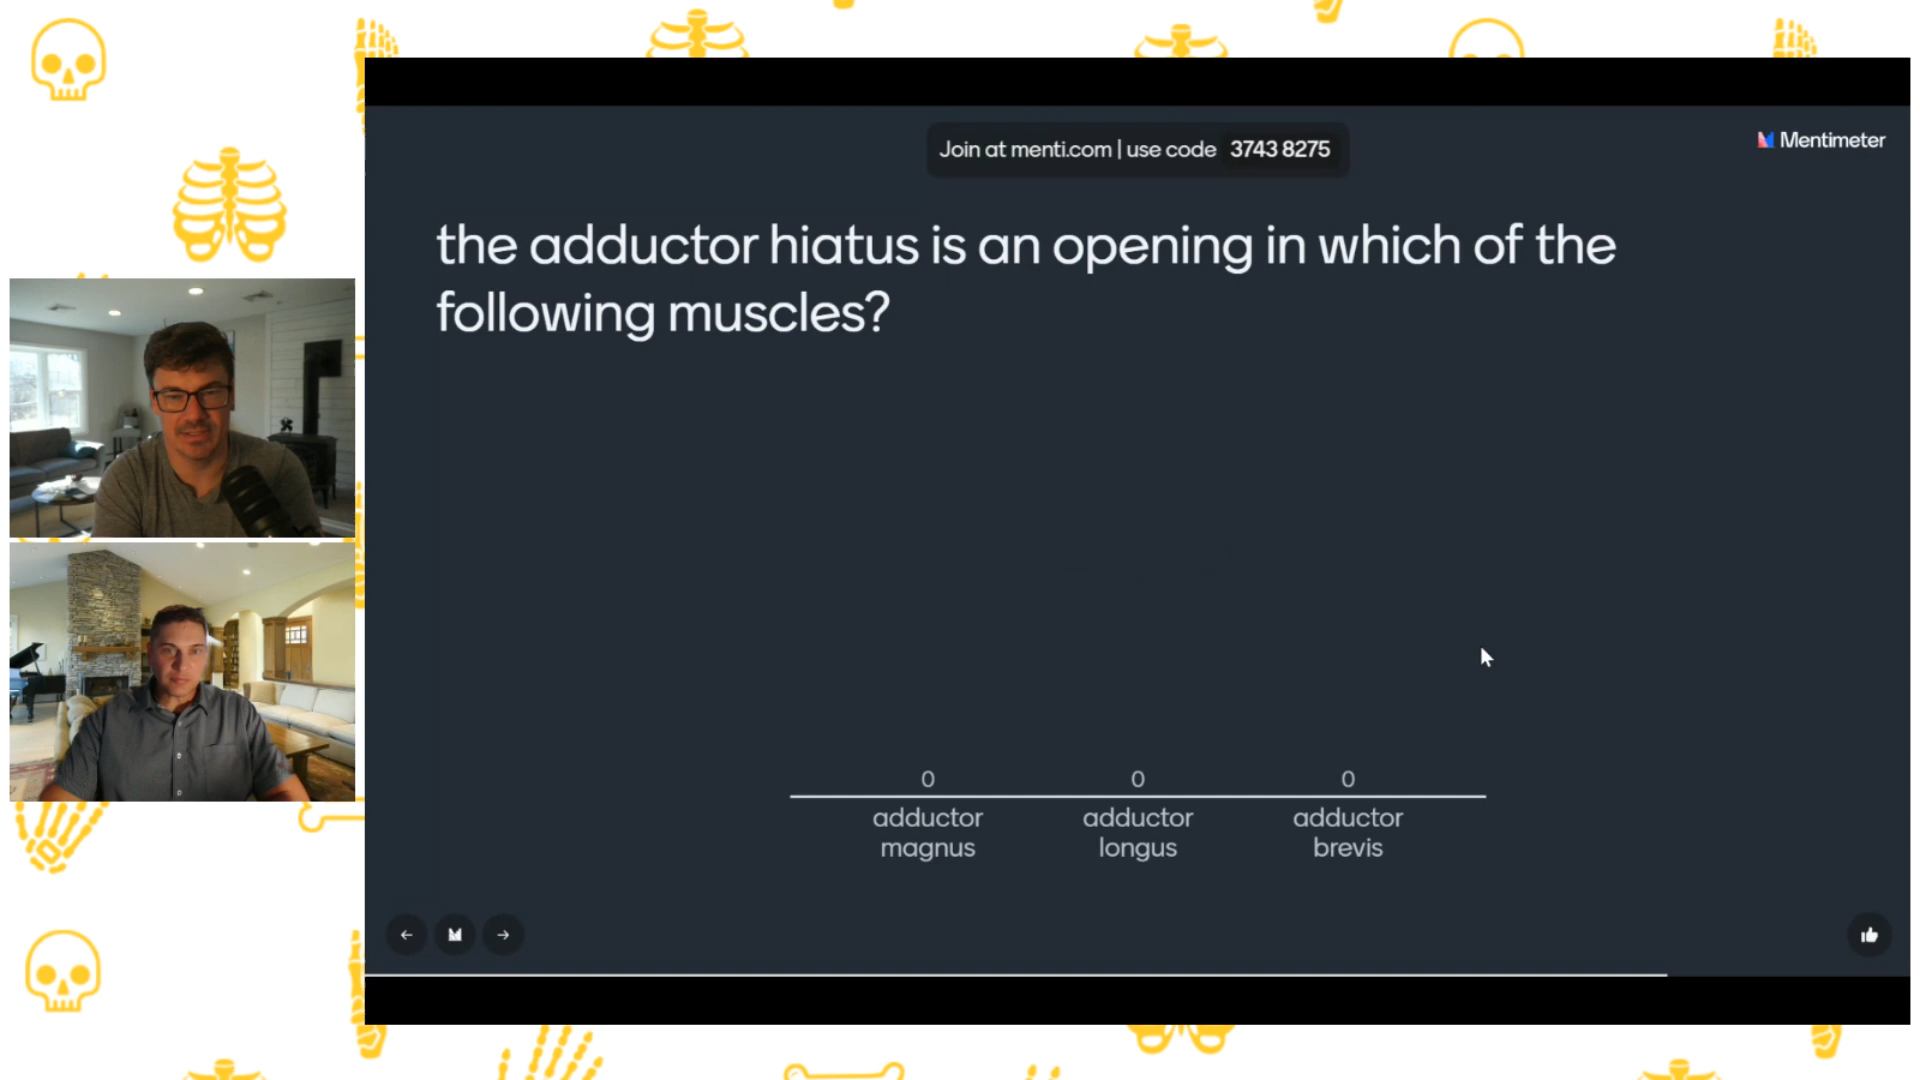 Join at menti.com | use code 3743 8275
Mentimeter
the adductor hiatus is an opening in which of the
following muscles?
0
0
0
adductor
magnus
adductor
longus
adductor
brevis